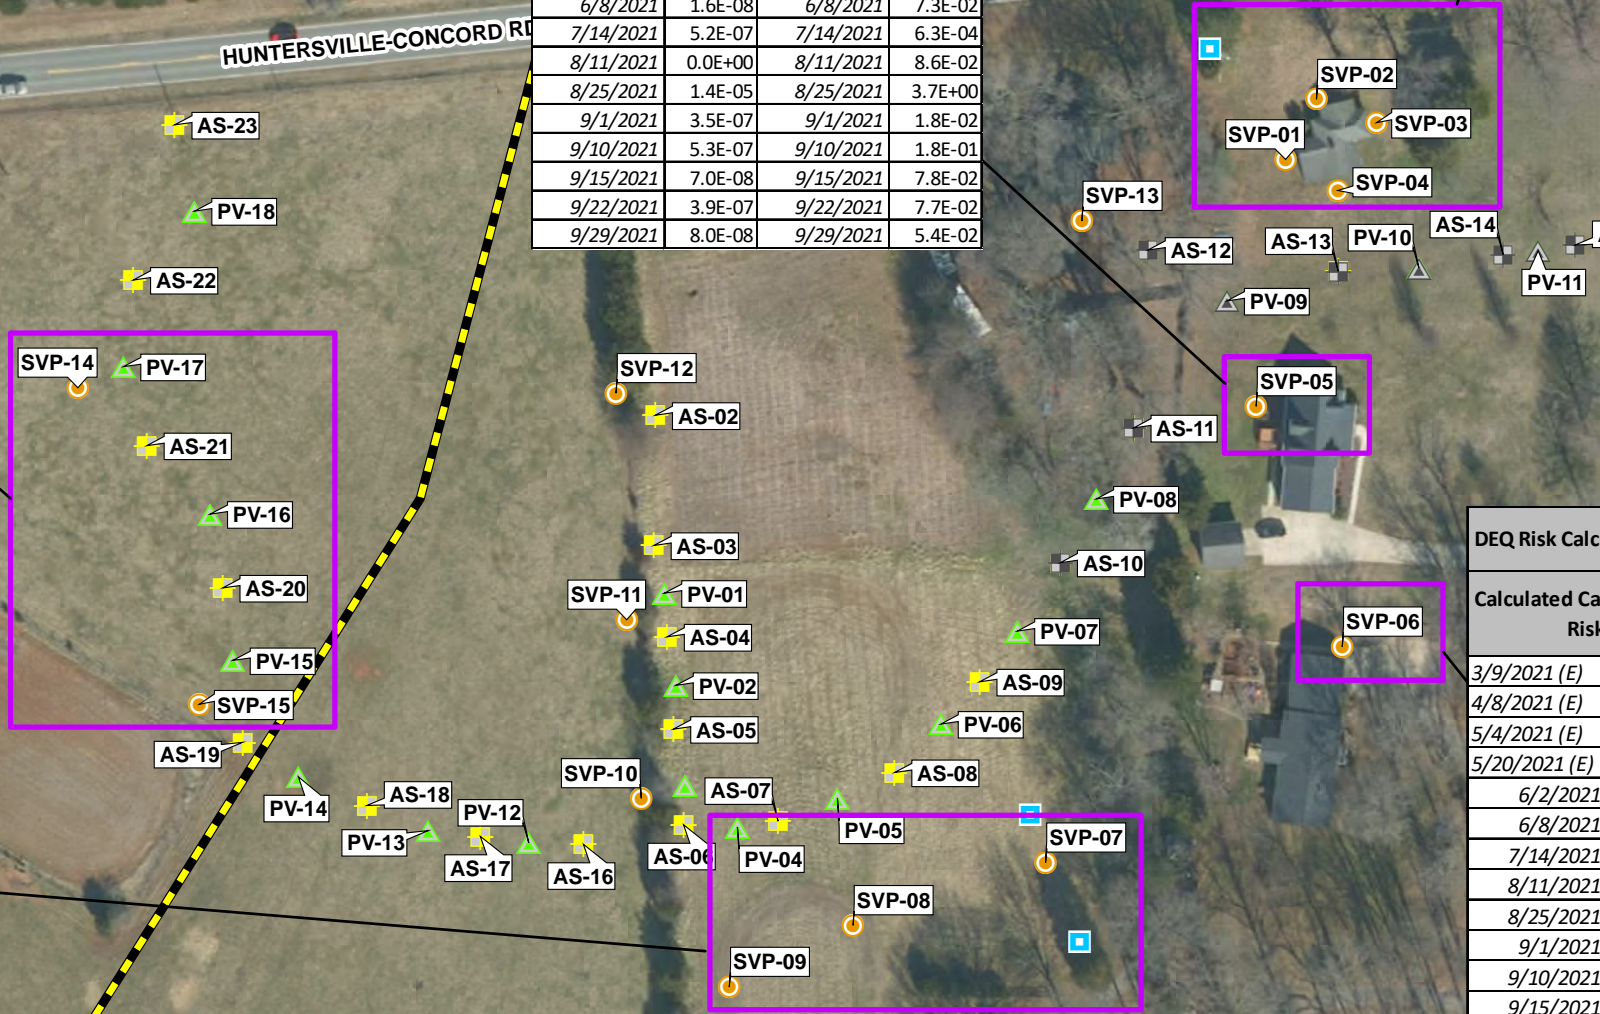 HUNTERSVILLE-CONCORD RD
6/8/2021 1.6E-08 6/8/2021 7.3E-02
7/14/2021 5.2E-07 7/14/2021 6.3E-04
8/11/2021 0.0E+00 8/11/2021 8.6E-02
8/25/2021 1.4E-05 8/25/2021 3.7E+00
9/1/2021 3.5E-07 9/1/2021 1.8E-02
9/10/2021 5.3E-07 9/10/2021 1.8E-01
9/15/2021 7.0E-08 9/15/2021 7.8E-02
9/22/2021 3.9E-07 9/22/2021 7.7E-02
9/29/2021 8.0E-08 9/29/2021 5.4E-02
SVP-02
SVP-03
SVP-01
SVP-04
AS-23
PV-18
AS-22
SVP-13
AS-12
AS-13
PV-10
AS-14
PV-11
PV-09
SVP-14
PV-17
SVP-12
SVP-05
AS-02
AS-11
AS-21
PV-08
PV-16
AS-03
AS-10
AS-20
SVP-11
PV-01
AS-04
PV-07
SVP-06
PV-15
PV-02
AS-09
SVP-15
AS-05
PV-06
AS-19
SVP-10
AS-08
AS-07
PV-14
AS-18
PV-12
PV-13
AS-17
AS-16
AS-06
PV-04
PV-05
SVP-07
SVP-08
SVP-09
DEQ Risk Calc
Calculated Ca
Risk
3/9/2021 (E)
4/8/2021 (E)
5/4/2021 (E)
5/20/2021 (E)
6/2/2021
6/8/2021
7/14/2021
8/11/2021
8/25/2021
9/1/2021
9/10/2021
9/15/2021